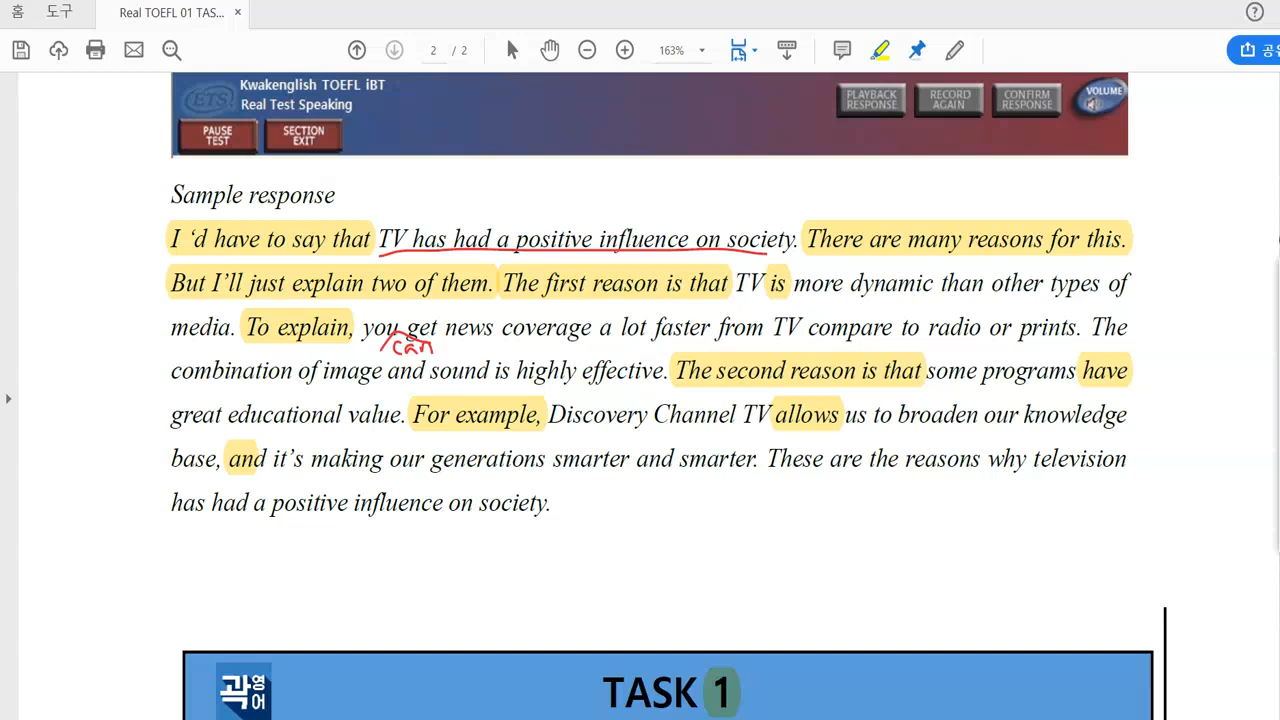 홈 도구 Real TOEFL 01 TAS... ×
2 / 2 163% 공유
Kwakenglish TOEFL iBT
Real Test Speaking
PLAYBACK RESPONSE RECORD AGAIN CONFIRM RESPONSE VOLUME
ETS
PAUSE TEST SECTION EXIT
Sample response
I 'd have to say that TV has had a positive influence on society. There are many reasons for this.
But I'll just explain two of them. The first reason is that TV is more dynamic than other types of
media. To explain, you get news coverage a lot faster from TV compare to radio or prints. The
can
combination of image and sound is highly effective. The second reason is that some programs have
great educational value. For example, Discovery Channel TV allows us to broaden our knowledge
base, and it's making our generations smarter and smarter. These are the reasons why television
has had a positive influence on society.
곽영어 TASK 1